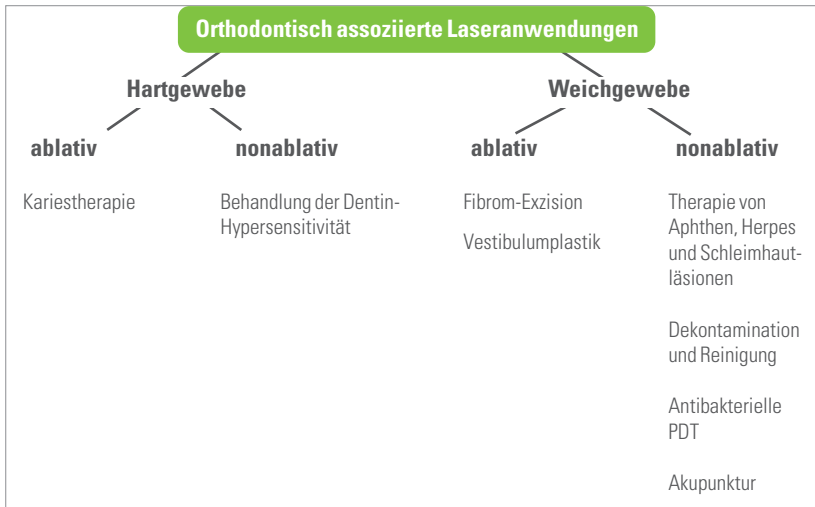 Orthodontisch assoziierte Laseranwendungen
Hartgewebe
Weichgewebe
ablativ
nonablativ
ablativ
nonablativ
Kariestherapie
Behandlung der Dentin-
Hypersensitivität
Fibrom-Exzision
Vestibulumplastik
Therapie von
Aphthen, Herpes
und Schleimhaut-
läsionen
Dekontamination
und Reinigung
Antibakterielle
PDT
Akupunktur